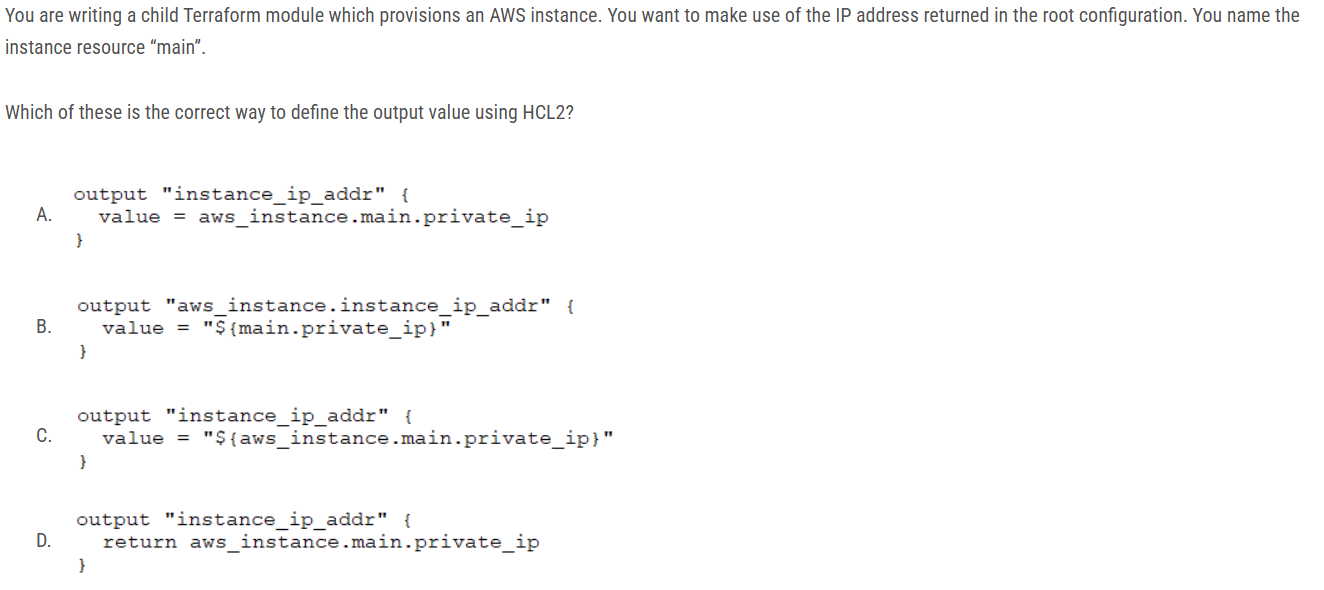 You are writing a child Terraform module which provisions an AWS instance. You want to make use of the IP address returned in the root configuration. You name the
instance resource “main”.
Which of these is the correct way to define the output value using HCL2?
A.
output "instance_ip_addr" {
value = aws_instance.main.private_ip
}
B.
output "aws_instance.instance_ip_addr" {
value = "${main.private_ip}"
}
C.
output "instance_ip_addr" {
value = "${aws_instance.main.private_ip}"
}
D.
output "instance_ip_addr" {
return aws_instance.main.private_ip
}